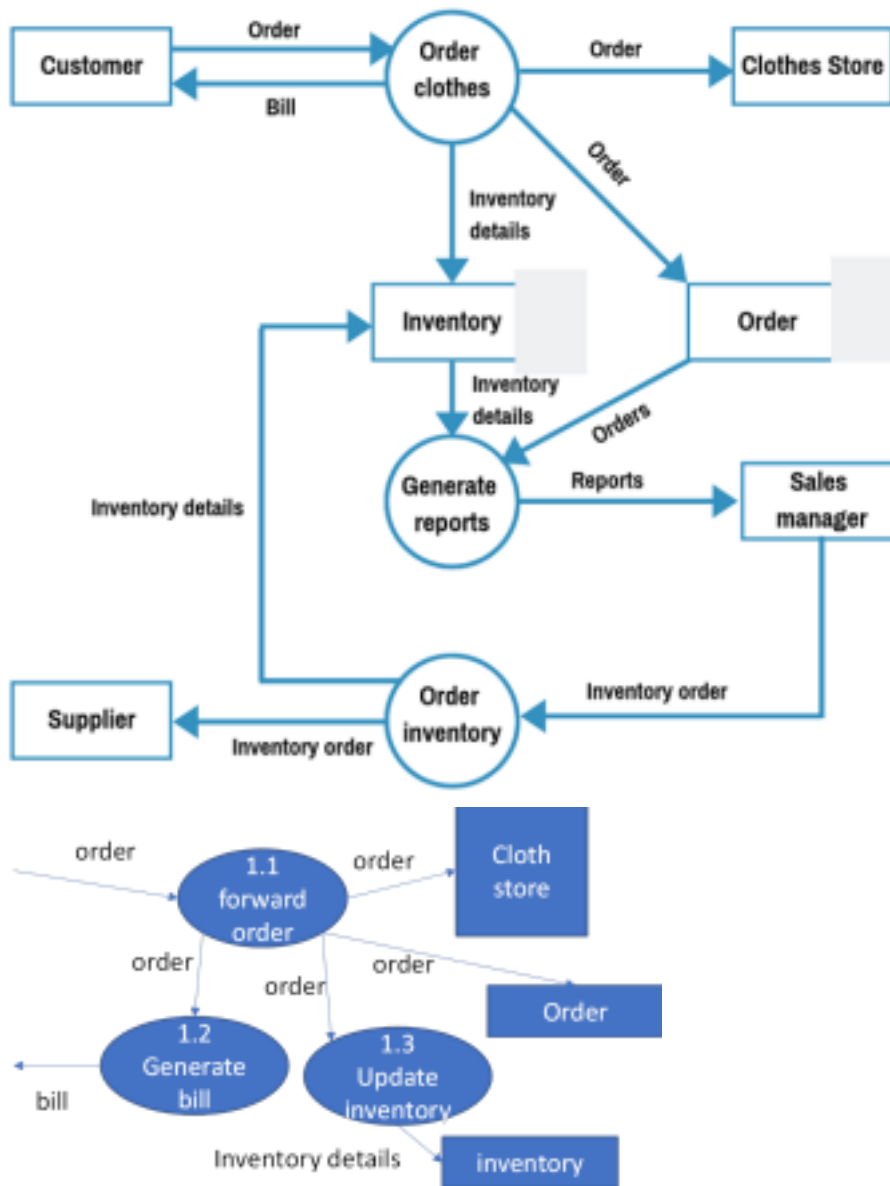 Order
Customer
Bill
Order
clothes
Order
Clothes Store
Order
Inventory
details
Inventory
Order
Inventory
details
Orders
Generate
reports
Reports
Sales
manager
Inventory details
Inventory order
Supplier
Inventory order
Order
inventory
order
1.1
forward
order
order
Cloth
store
order
order
order
Order
1.2
Generate
bill
bill
1.3
Update
inventory
Inventory details
inventory